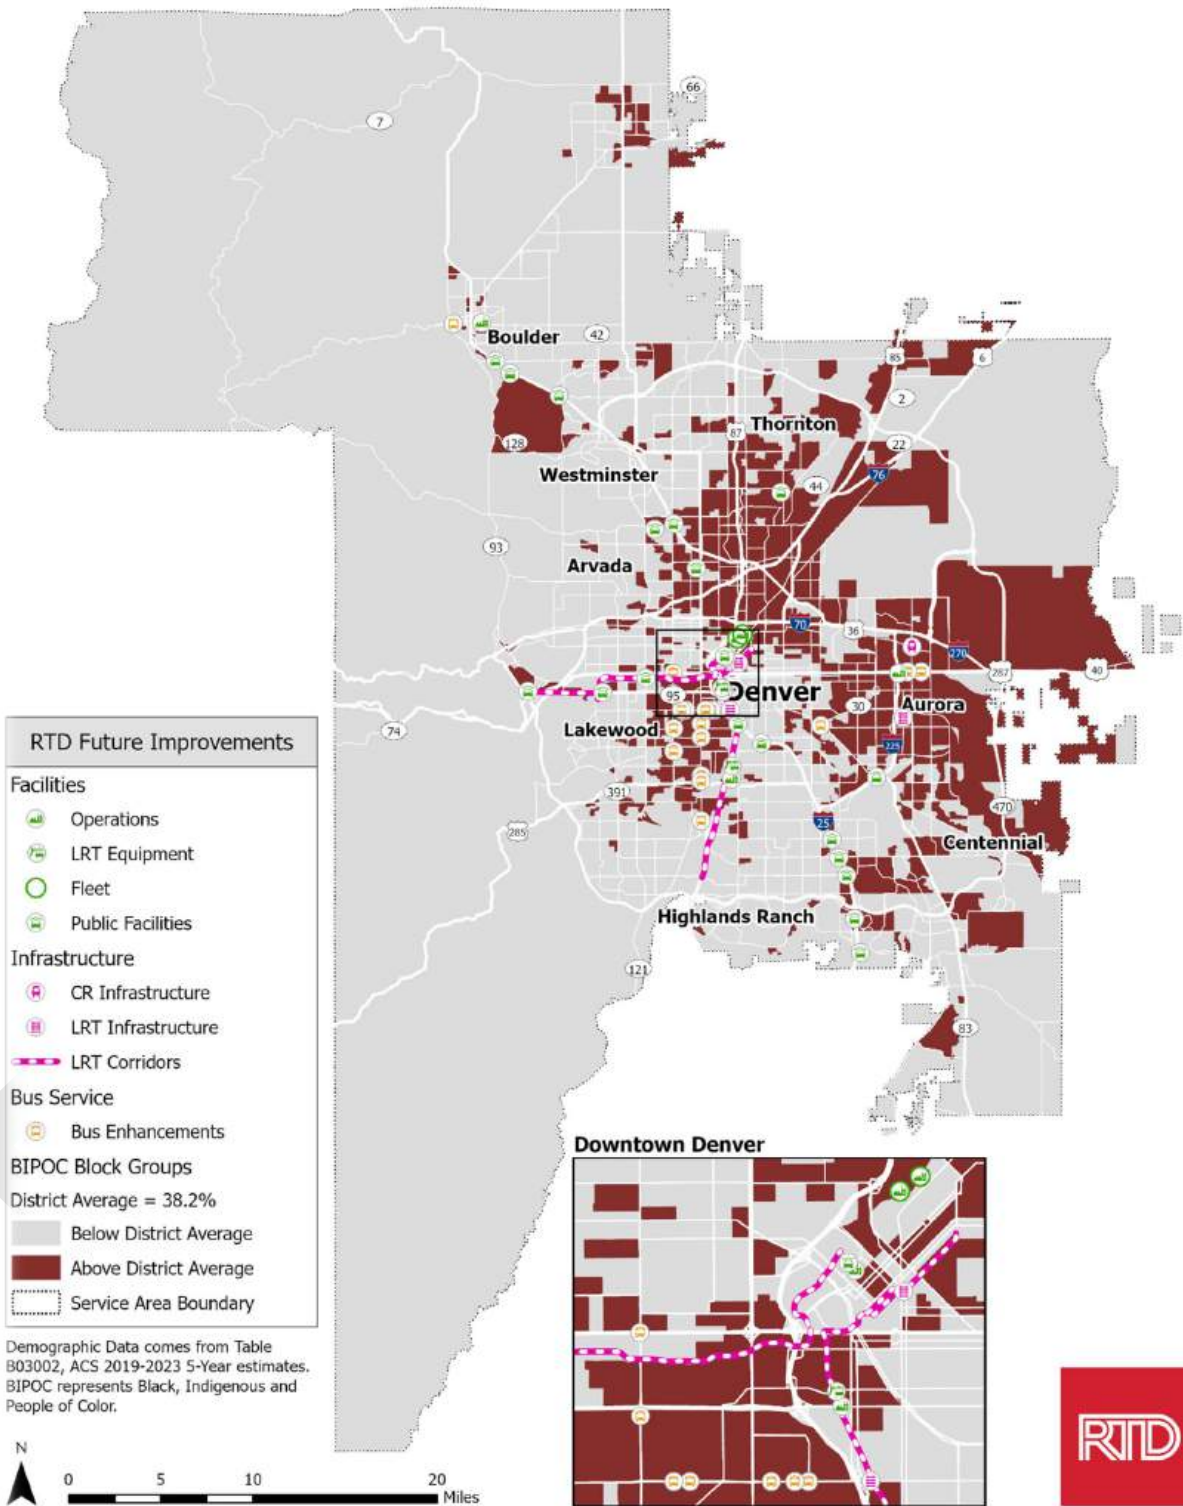 66
7
Boulder
42
85
6
2
Thornton
87
22
128
Westminster
76
44
93
Arvada
70
36
270
287
40
95
Denver
30
Aurora
Lakewood
74
225
391
470
285
25
Centennial
Highlands Ranch
121
83
RTD Future Improvements
Facilities
Operations
LRT Equipment
Fleet
Public Facilities
Infrastructure
CR Infrastructure
LRT Infrastructure
LRT Corridors
Bus Service
Bus Enhancements
BIPOC Block Groups
District Average = 38.2%
Below District Average
Above District Average
Service Area Boundary
Demographic Data comes from Table
B03002, ACS 2019-2023 5-Year estimates.
BIPOC represents Black, Indigenous and
People of Color.
N
0 5 10 20
Miles
Downtown Denver
RTD